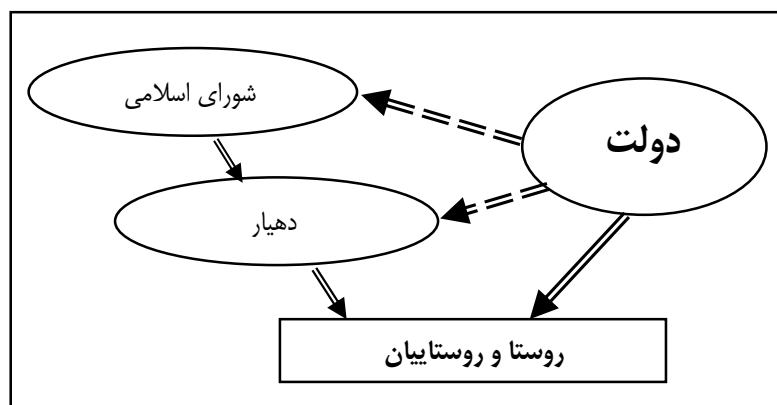 شورای اسلامی
دولت
دهیار
روستا و روستاییان